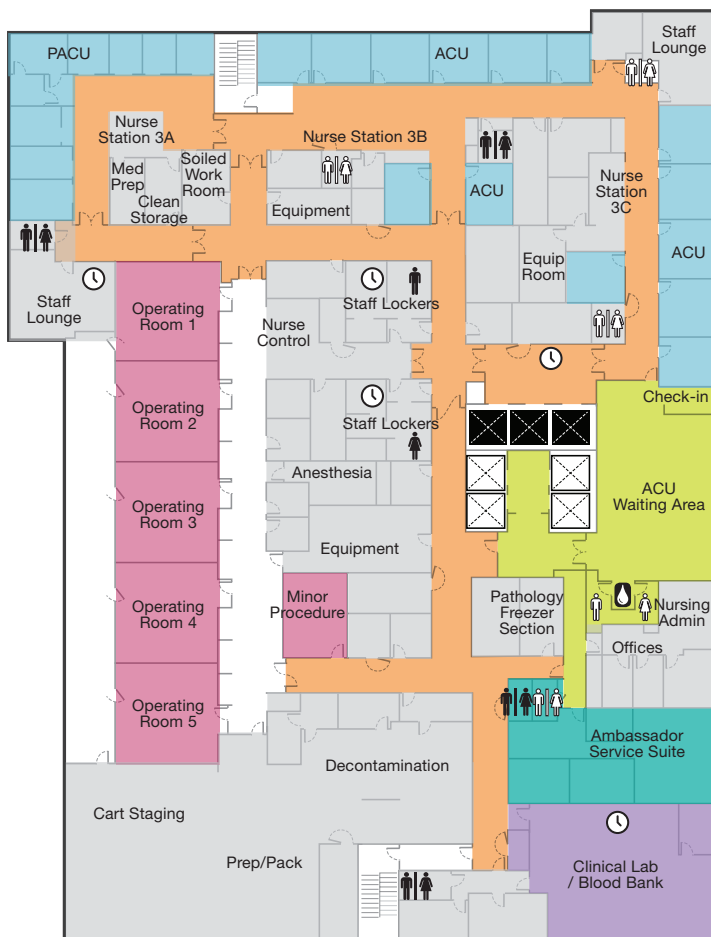 PACU
ACU
Staff
Lounge
Nurse
Station 3A
Nurse Station 3B
Med
Prep
Soiled
Work
Room
Clean
Storage
Equipment
ACU
Nurse
Station
3C
Equip
Room
ACU
Staff
Lounge
Operating
Room 1
Nurse
Control
Staff Lockers
Operating
Room 2
Staff Lockers
Check-in
Anesthesia
ACU
Waiting Area
Operating
Room 3
Equipment
Operating
Room 4
Minor
Procedure
Pathology
Freezer
Section
Nursing
Admin
Offices
Operating
Room 5
Ambassador
Service Suite
Decontamination
Cart Staging
Prep/Pack
Clinical Lab
/ Blood Bank